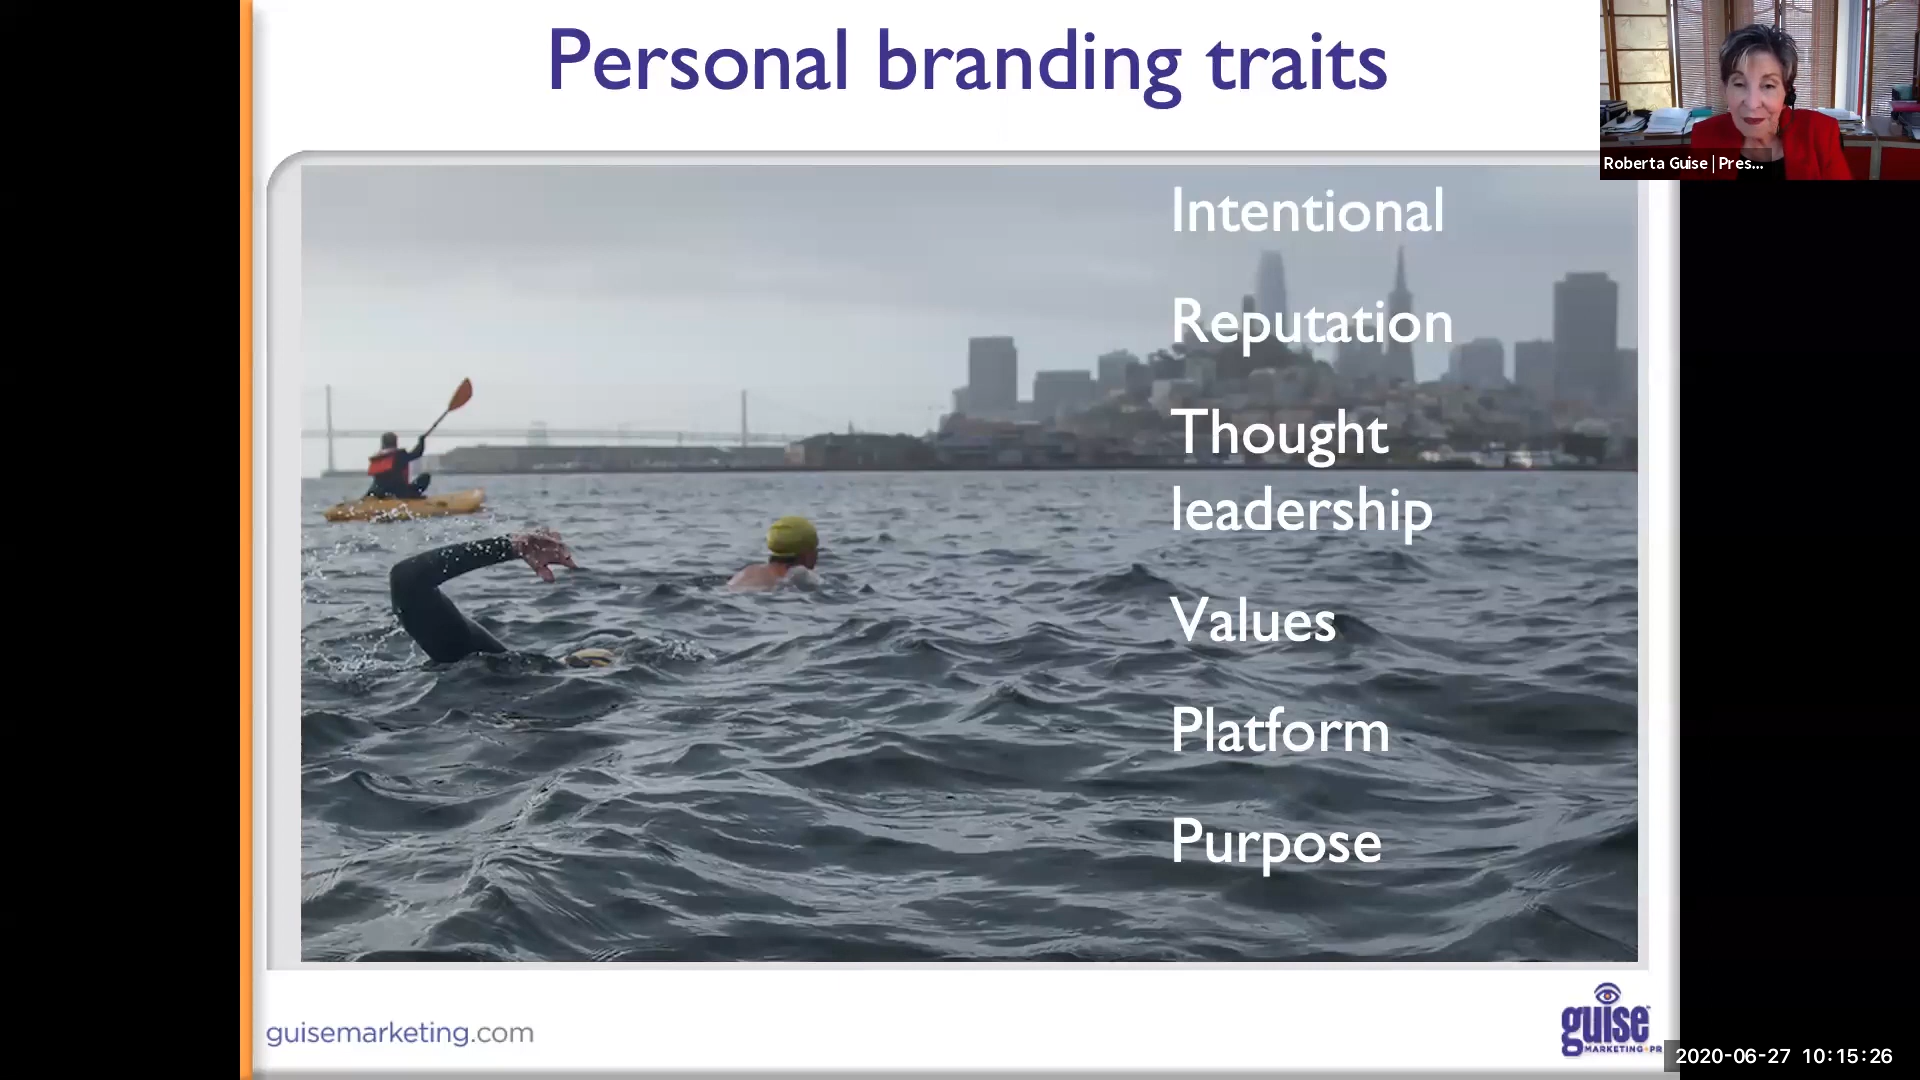 Personal branding traits
Roberta Guise | Pres...
Intentional
Reputation
Thought
leadership
Values
Platform
Purpose
guisemarketing.com
guise
MARKETING+PR
2020-06-27 10:15:26